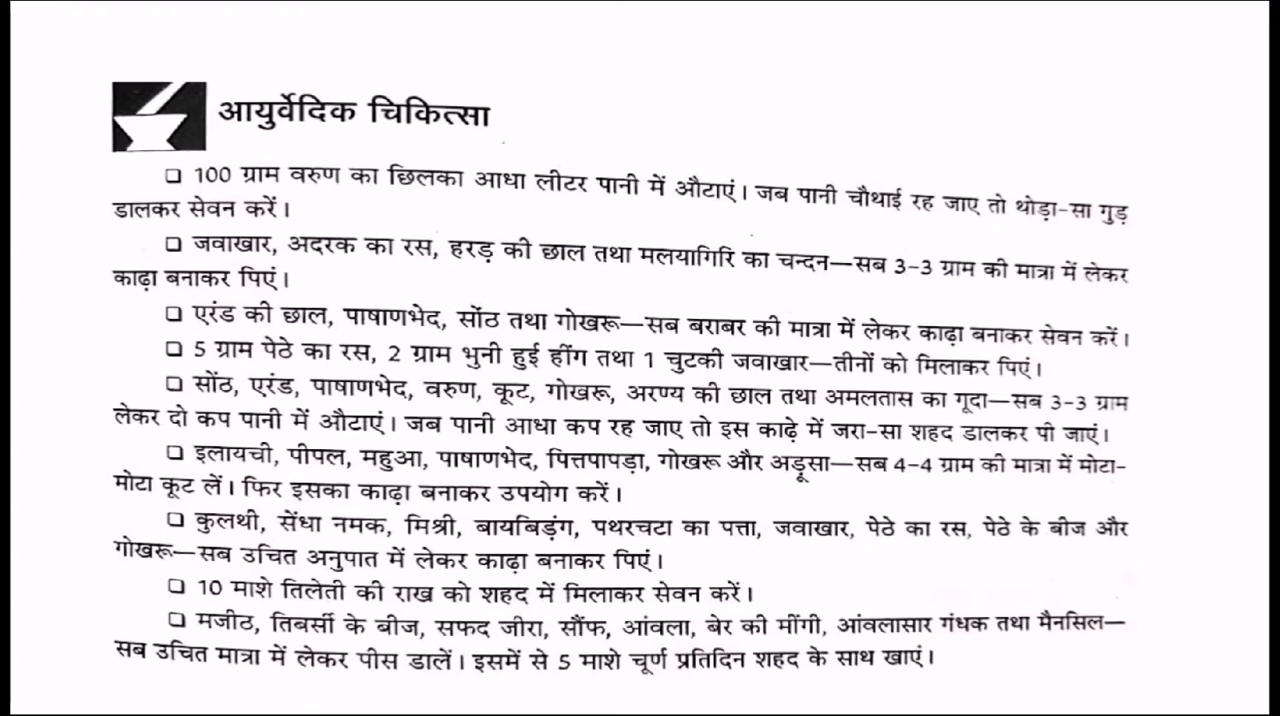 आयुर्वेदिक चिकित्सा
❑ 100 ग्राम वरुण का छिलका आधा लीटर पानी में औटाएं। जब पानी चौथाई रह जाए तो थोड़ा-सा गुड़
डालकर सेवन करें।
❑ जवाखार, अदरक का रस, हरड़ की छाल तथा मलयागिरि का चन्दन—सब 3-3 ग्राम की मात्रा में लेकर
काढ़ा बनाकर पिएं।
❑ एरंड की छाल, पाषाणभेद, सोंठ तथा गोखरू—सब बराबर की मात्रा में लेकर काढ़ा बनाकर सेवन करें।
❑ 5 ग्राम पेठे का रस, 2 ग्राम भुनी हुई हींग तथा 1 चुटकी जवाखार—तीनों को मिलाकर पिएं।
❑ सोंठ, एरंड, पाषाणभेद, वरुण, कूट, गोखरू, अरण्य की छाल तथा अमलतास का गूदा—सब 3-3 ग्राम
लेकर दो कप पानी में औटाएं। जब पानी आधा कप रह जाए तो इस काढ़े में जरा-सा शहद डालकर पी जाएं।
❑ इलायची, पीपल, महुआ, पाषाणभेद, पित्तपापड़ा, गोखरू और अड़ूसा—सब 4-4 ग्राम की मात्रा में मोटा-
मोटा कूट लें। फिर इसका काढ़ा बनाकर उपयोग करें।
❑ कुलथी, सेंधा नमक, मिश्री, बायबिड़ंग, पथरचटा का पत्ता, जवाखार, पेठे का रस, पेठे के बीज और
गोखरू—सब उचित अनुपात में लेकर काढ़ा बनाकर पिएं।
❑ 10 माशे तिलेती की राख को शहद में मिलाकर सेवन करें।
❑ मजीठ, तिबर्सी के बीज, सफद जीरा, सौंफ, आंवला, बेर की मींगी, आंवलासार गंधक तथा मैनसिल—
सब उचित मात्रा में लेकर पीस डालें। इसमें से 5 माशे चूर्ण प्रतिदिन शहद के साथ खाएं।